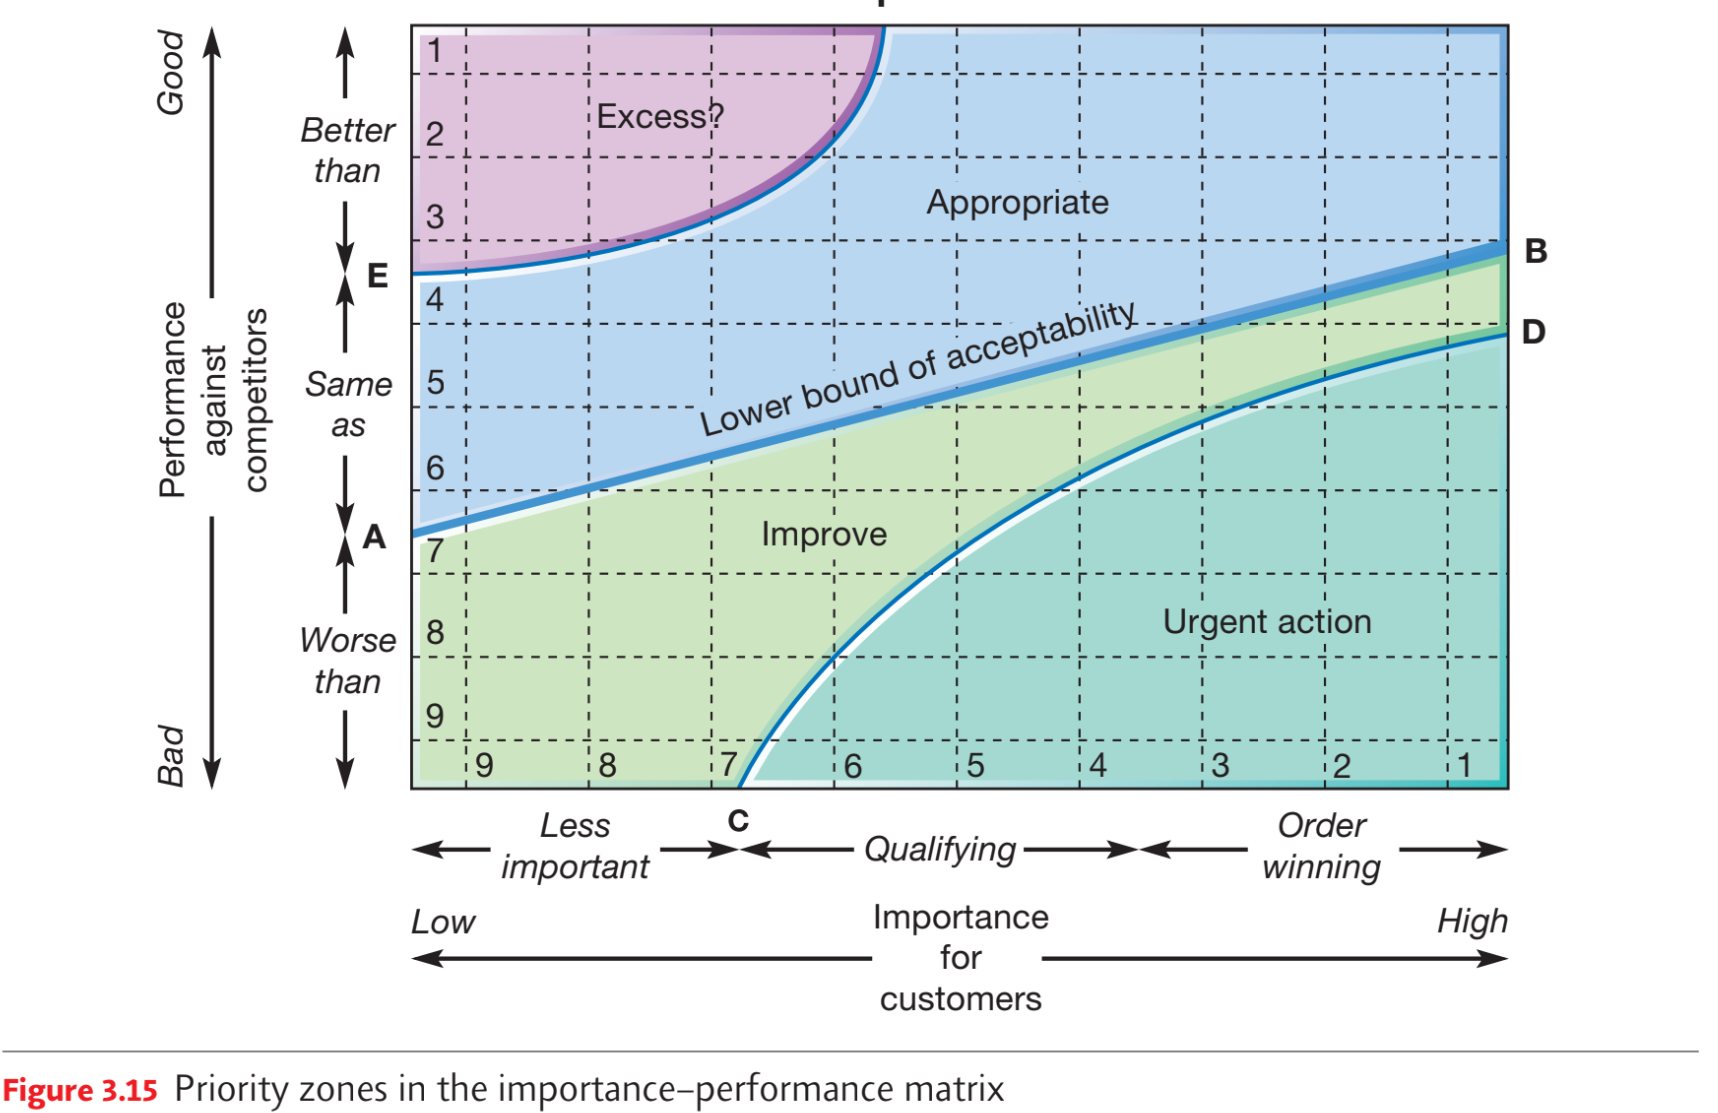 Good
Better
than
1
2
3
Excess?
Appropriate
E
B
D
4
5
6
Same
as
Performance
against
competitors
Lower bound of acceptability
A
7
8
9
Improve
Urgent action
Worse
than
Bad
9 8 7 6 5 4 3 2 1
C
Less
important
Qualifying
Order
winning
Low
Importance
for
customers
High
Figure 3.15 Priority zones in the importance–performance matrix